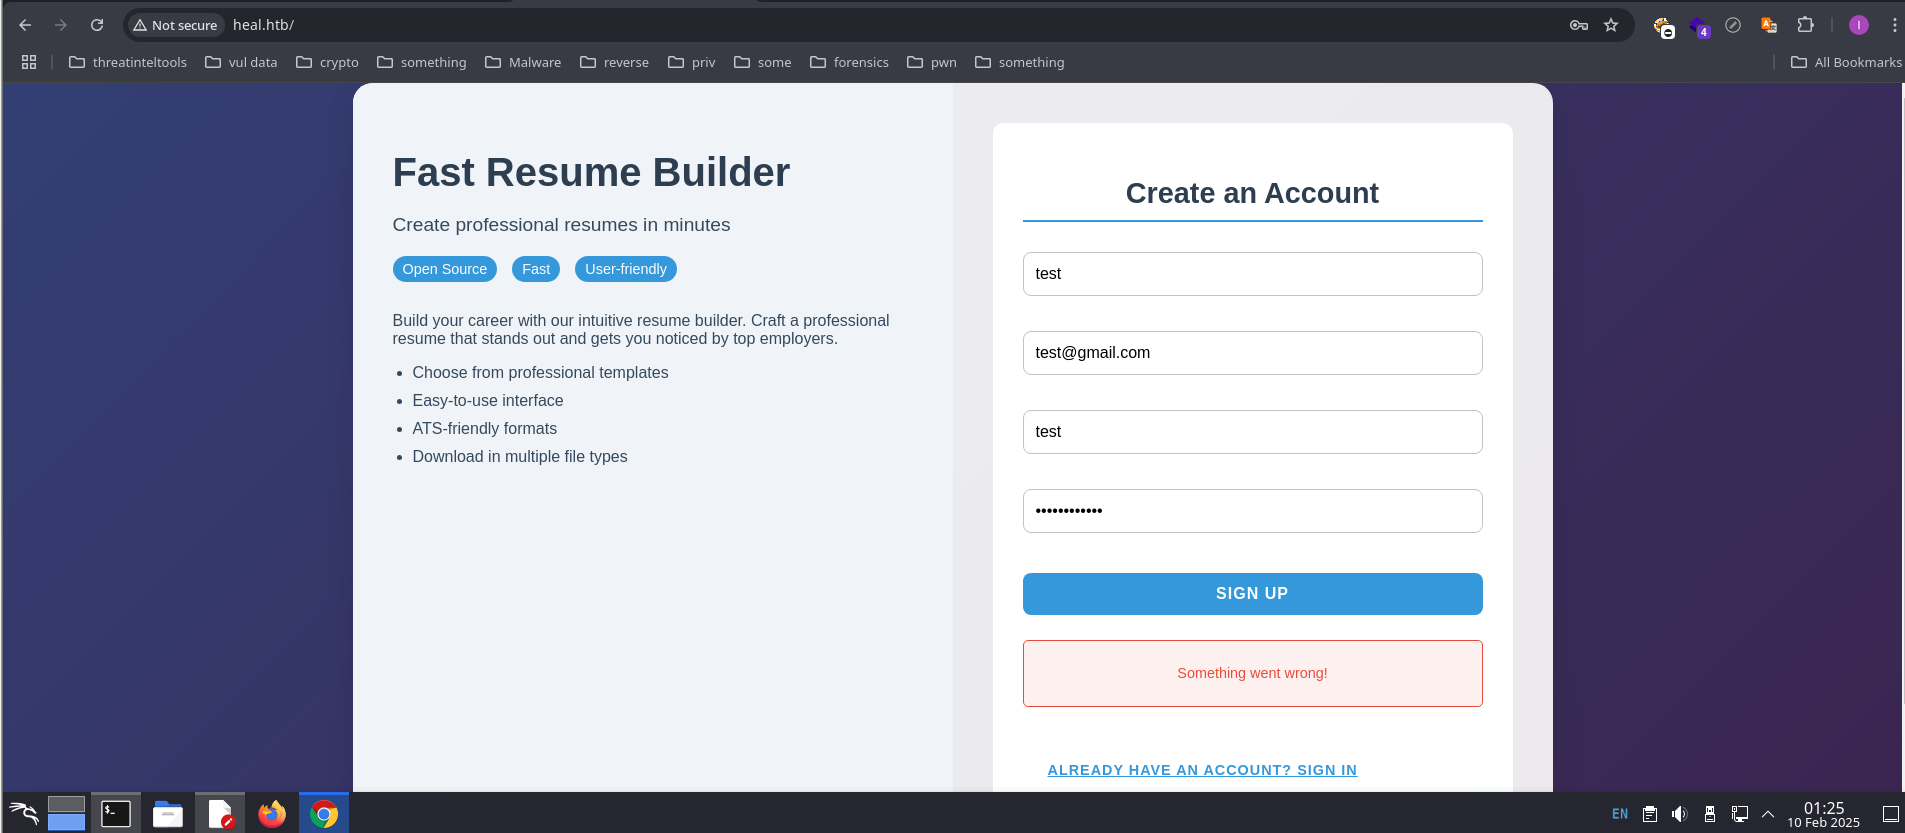 Not secure heal.htb/
4
I
threatinteltools vul data crypto something Malware reverse priv some forensics pwn something All Bookmarks
Fast Resume Builder
Create professional resumes in minutes
Open Source Fast User-friendly
Build your career with our intuitive resume builder. Craft a professional
resume that stands out and gets you noticed by top employers.
Choose from professional templates
Easy-to-use interface
ATS-friendly formats
Download in multiple file types
Create an Account
test
test@gmail.com
test
••••••••••••
SIGN UP
Something went wrong!
ALREADY HAVE AN ACCOUNT? SIGN IN
EN
01:25
10 Feb 2025